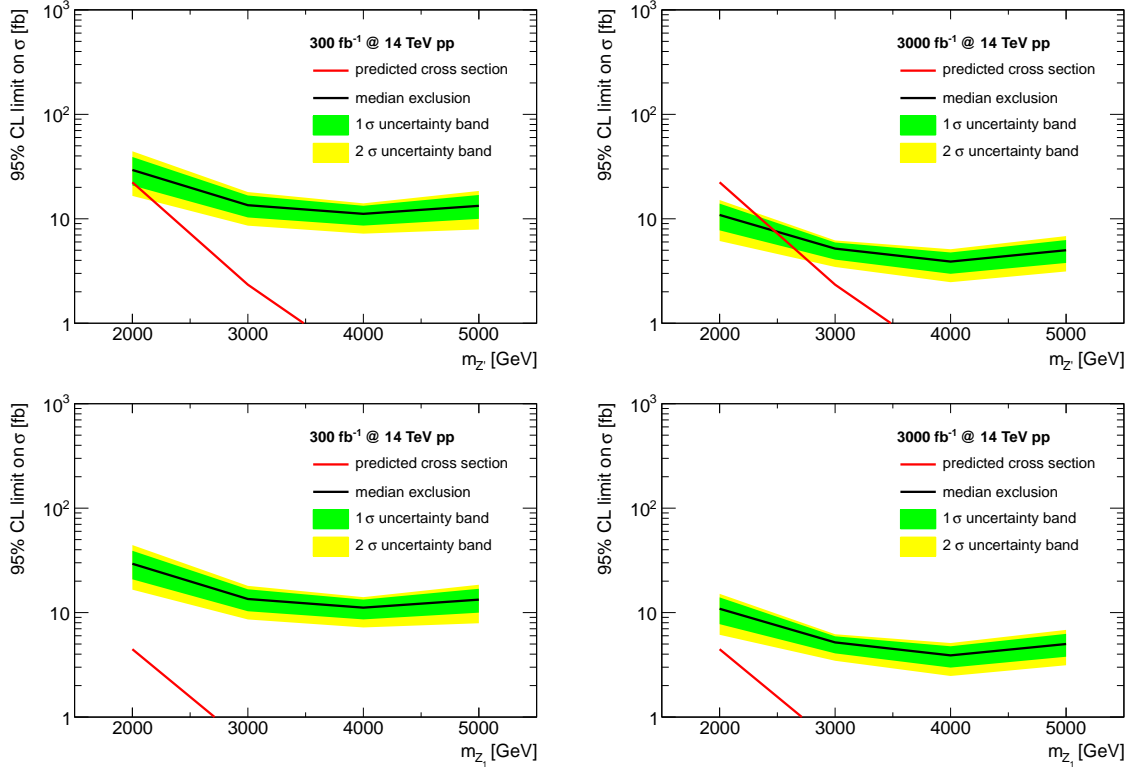 95% CL limit on σ [fb]
10³
10²
10
1
300 fb⁻¹ @ 14 TeV pp
predicted cross section
median exclusion
1 σ uncertainty band
2 σ uncertainty band
2000 3000 4000 5000
m_Z' [GeV]
95% CL limit on σ [fb]
10³
10²
10
1
3000 fb⁻¹ @ 14 TeV pp
predicted cross section
median exclusion
1 σ uncertainty band
2 σ uncertainty band
2000 3000 4000 5000
m_Z' [GeV]
95% CL limit on σ [fb]
10³
10²
10
1
300 fb⁻¹ @ 14 TeV pp
predicted cross section
median exclusion
1 σ uncertainty band
2 σ uncertainty band
2000 3000 4000 5000
m_Z₁ [GeV]
95% CL limit on σ [fb]
10³
10²
10
1
3000 fb⁻¹ @ 14 TeV pp
predicted cross section
median exclusion
1 σ uncertainty band
2 σ uncertainty band
2000 3000 4000 5000
m_Z₁ [GeV]